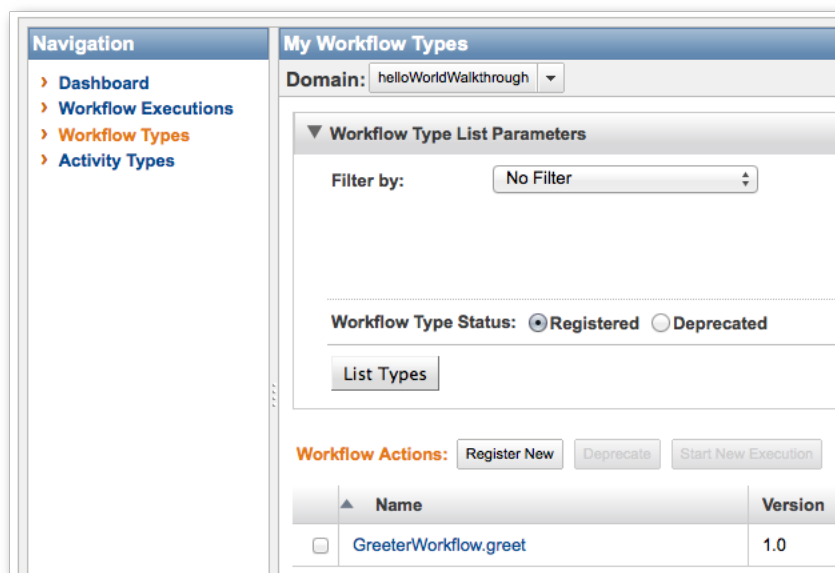 Navigation
Dashboard
Workflow Executions
Workflow Types
Activity Types
My Workflow Types
Domain: helloWorldWalkthrough
Workflow Type List Parameters
Filter by: No Filter
Workflow Type Status: Registered Deprecated
List Types
Workflow Actions: Register New Deprecate Start New Execution
Name Version
GreeterWorkflow.greet 1.0